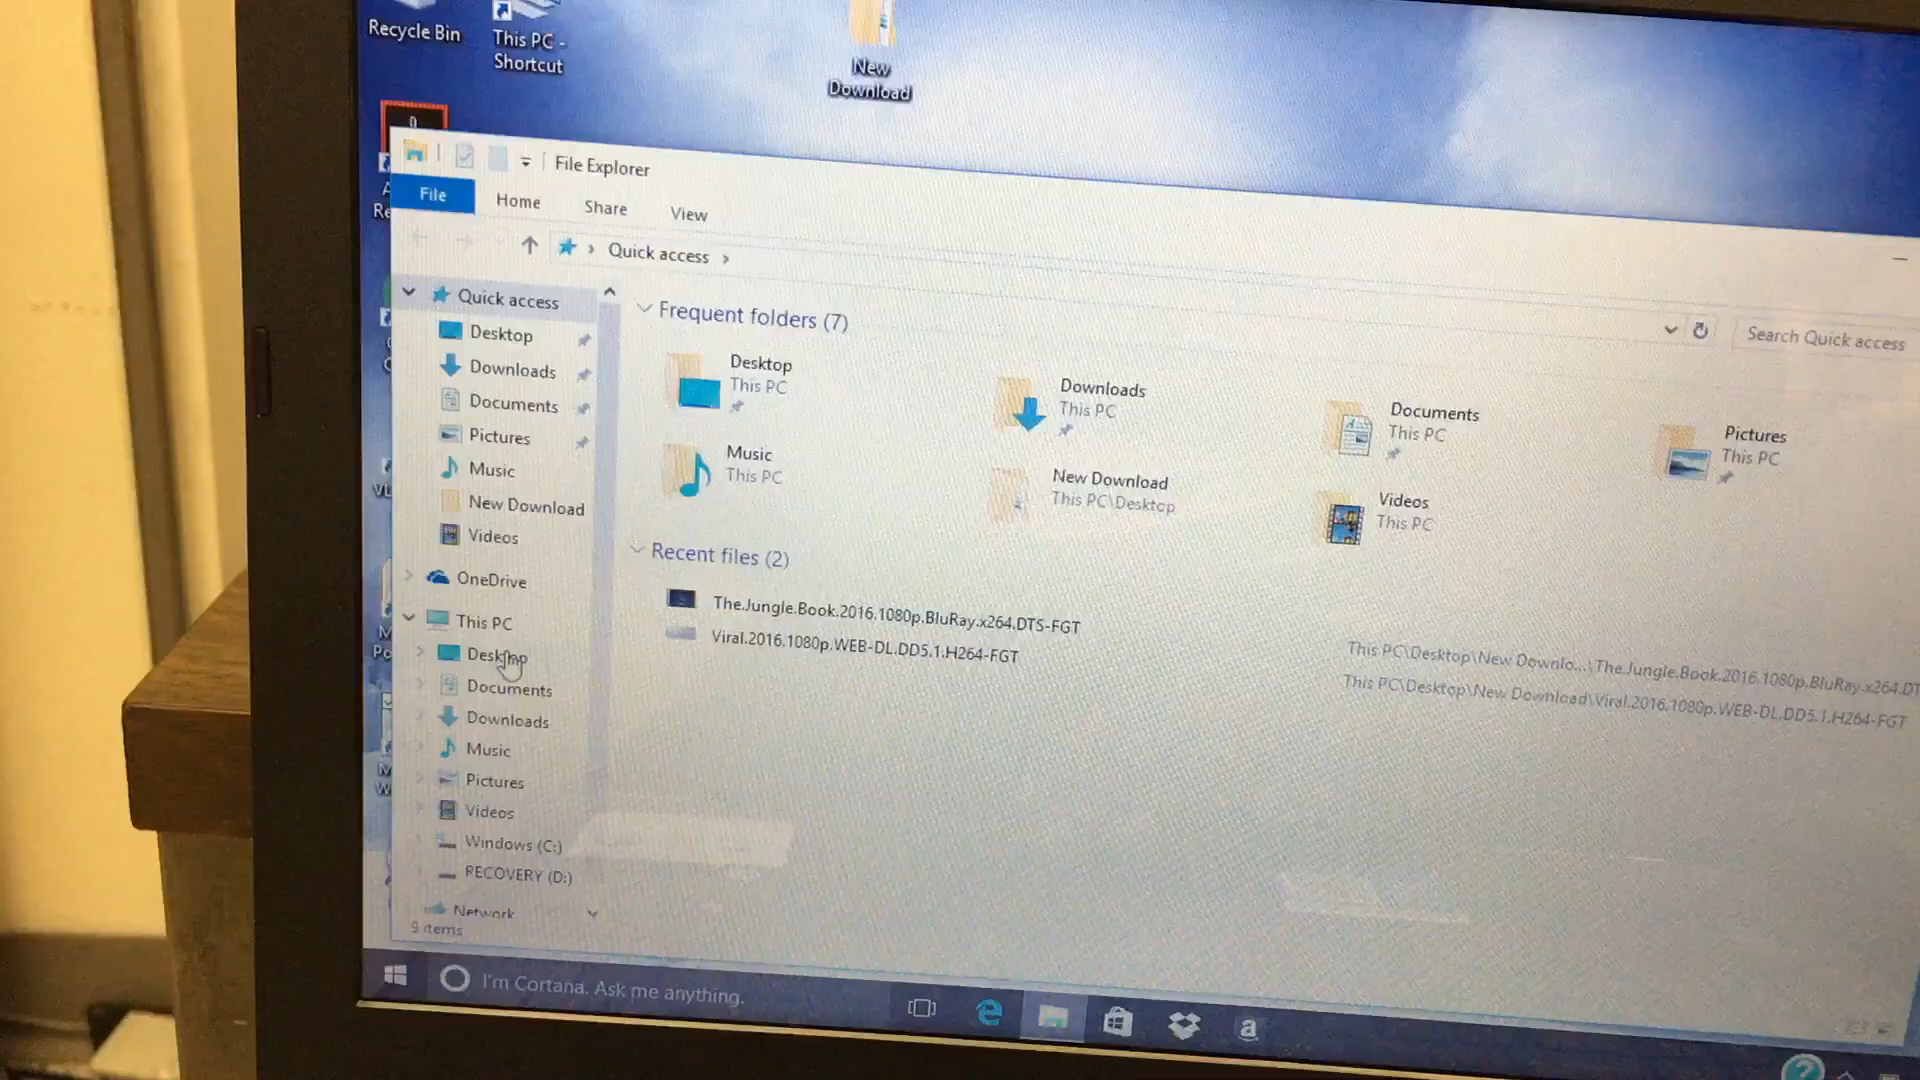 Recycle Bin
This PC -
Shortcut
New
Download
File Explorer
File Home Share View
Quick access
Search Quick access
Quick access
Desktop
Downloads
Documents
Pictures
Music
New Download
Videos
OneDrive
This PC
Desktop
Documents
Downloads
Music
Pictures
Videos
Windows (C:)
RECOVERY (D:)
Network
9 items
Frequent folders (7)
Desktop
This PC
Downloads
This PC
Documents
This PC
Pictures
This PC
Music
This PC
New Download
This PC\Desktop
Videos
This PC
Recent files (2)
The.Jungle.Book.2016.1080p.BluRay.x264.DTS-FGT
This PC\Desktop\New Downlo...\The.Jungle.Book.2016.1080p.BluRay.x264.DT
Viral.2016.1080p.WEB-DL.DD5.1.H264-FGT
This PC\Desktop\New Download\Viral.2016.1080p.WEB-DL.DD5.1.H264-FGT
I'm Cortana. Ask me anything.